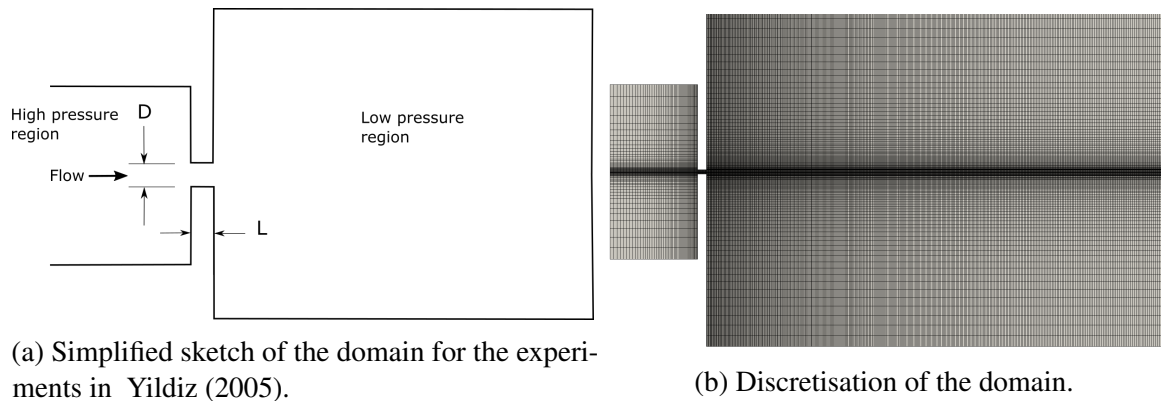 High pressure
region
D
Low pressure
region
Flow
L
(a) Simplified sketch of the domain for the experi-
ments in Yildiz (2005).
(b) Discretisation of the domain.